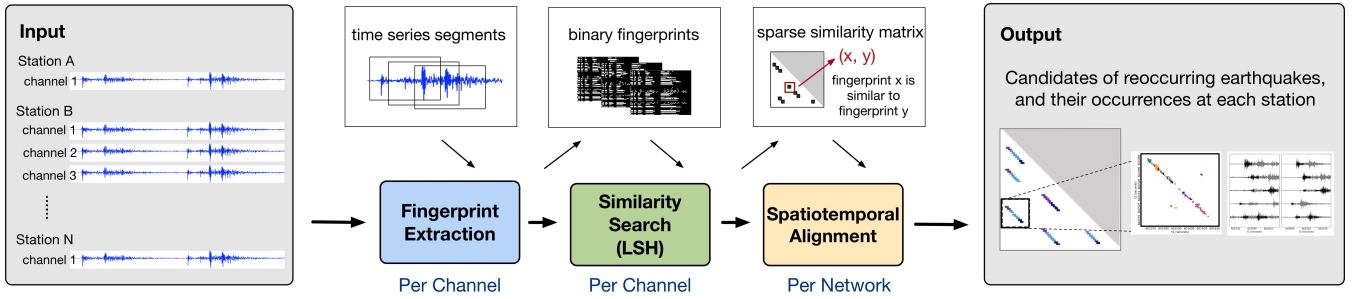 Input
Station A
channel 1
Station B
channel 1
channel 2
channel 3
Station N
channel 1
time series segments
binary fingerprints
sparse similarity matrix
(x, y)
fingerprint x is
similar to
fingerprint y
Fingerprint
Extraction
Per Channel
Similarity
Search
(LSH)
Per Channel
Spatiotemporal
Alignment
Per Network
Output
Candidates of reoccurring earthquakes,
and their occurrences at each station